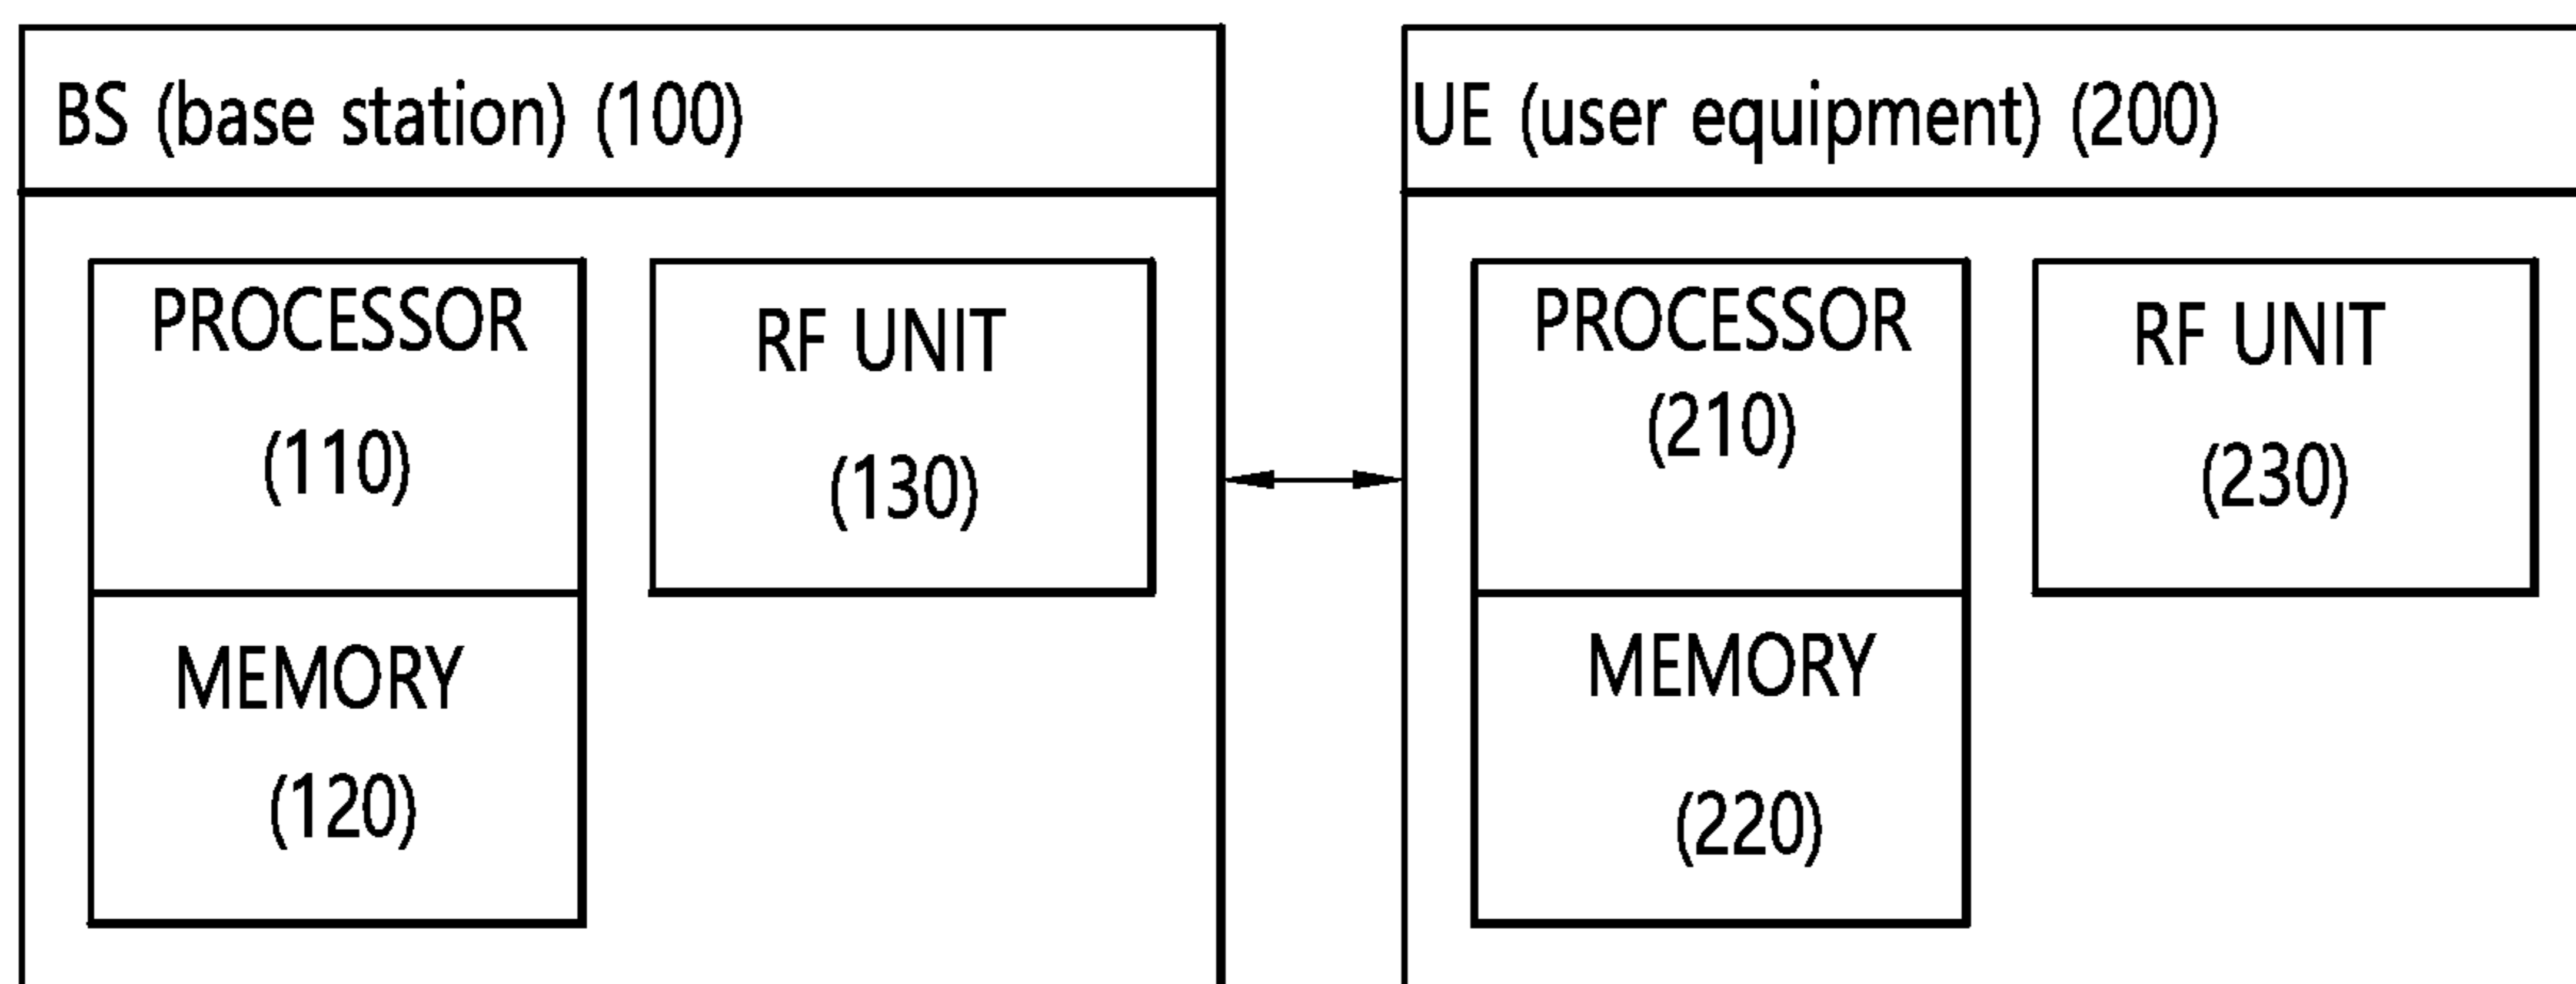 BS (base station) (100)
PROCESSOR
(110)
RF UNIT
(130)
MEMORY
(120)
UE (user equipment) (200)
PROCESSOR
(210)
RF UNIT
(230)
MEMORY
(220)